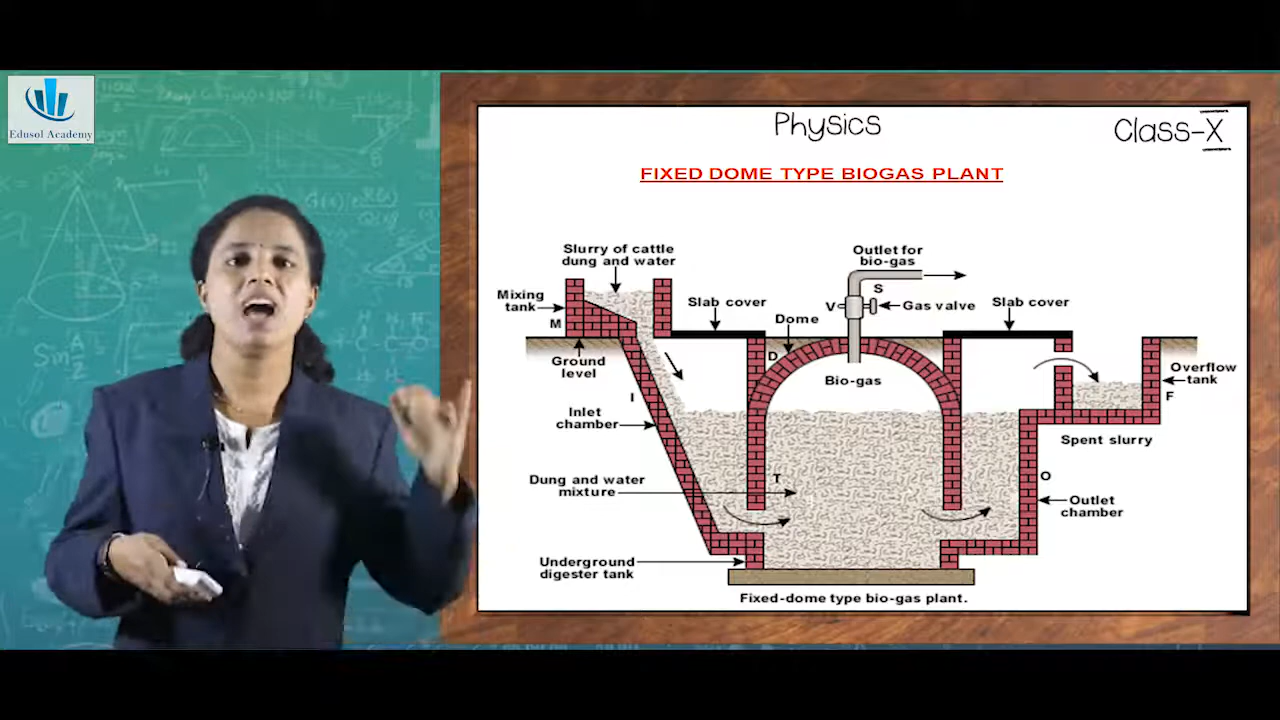 Edusol Academy
Physics
Class-X
FIXED DOME TYPE BIOGAS PLANT
Slurry of cattle
dung and water
Outlet for
bio-gas
S
Mixing
tank
M
Slab cover
V
Gas valve
Slab cover
Dome
D
Ground
level
Bio-gas
Overflow
tank
F
I
Inlet
chamber
Spent slurry
Dung and water
mixture
T
O
Outlet
chamber
Underground
digester tank
Fixed-dome type bio-gas plant.
Sin A/2